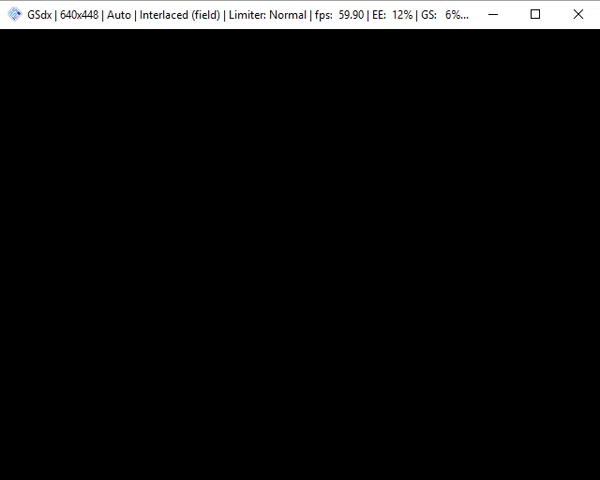 GSdx | 640x448 | Auto | Interlaced (field) | Limiter: Normal | fps: 59.90 | EE: 12% | GS: 6%...